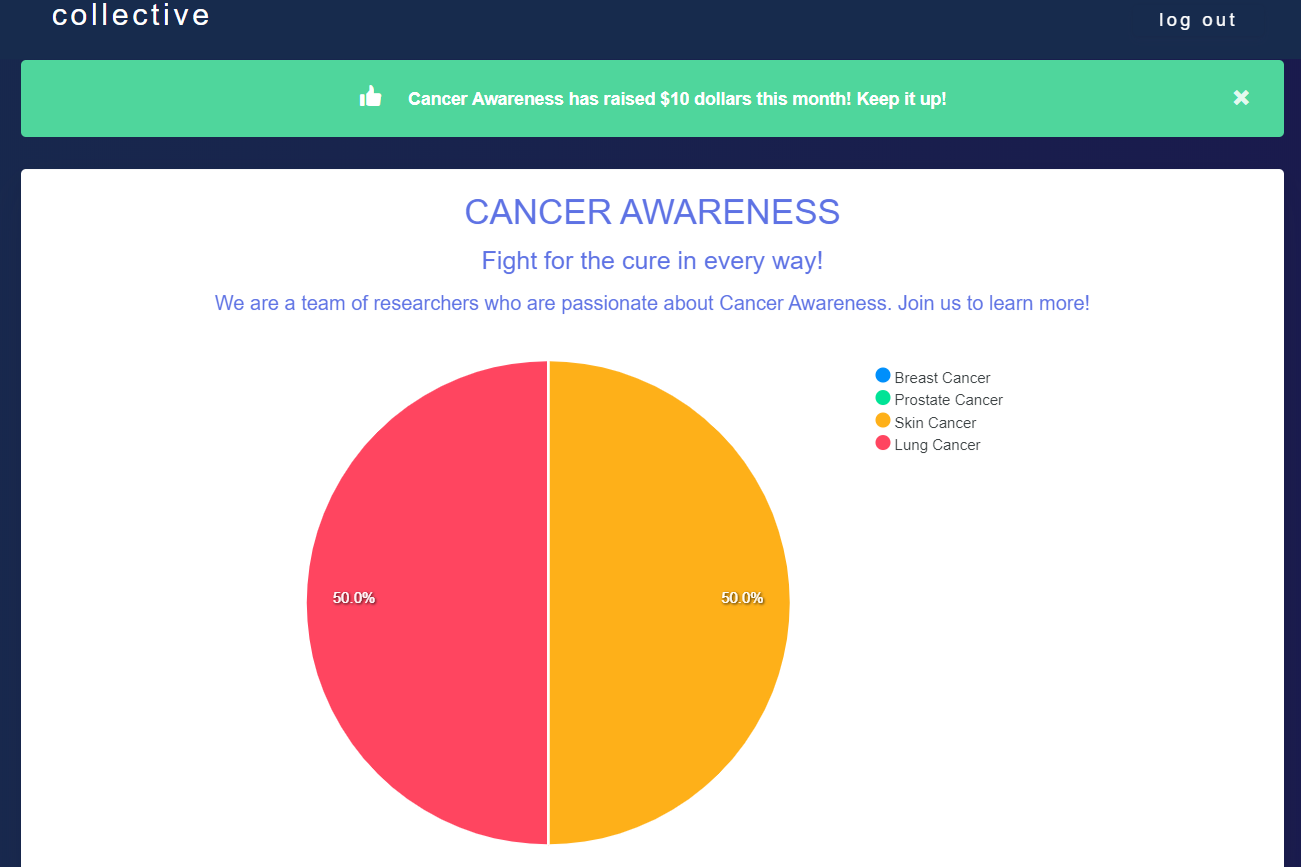 collective
log out
Cancer Awareness has raised $10 dollars this month! Keep it up!
CANCER AWARENESS
Fight for the cure in every way!
We are a team of researchers who are passionate about Cancer Awareness. Join us to learn more!
Breast Cancer
Prostate Cancer
Skin Cancer
Lung Cancer
50.0%
50.0%